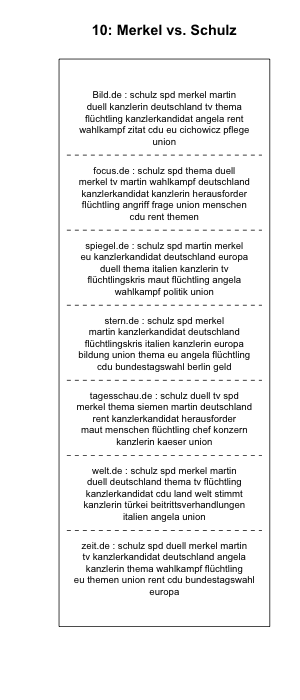 10: Merkel vs. Schulz
Bild.de : schulz spd merkel martin
duell kanzlerin deutschland tv thema
flüchtling kanzlerkandidat angela rent
wahlkampf zitat cdu eu cichowicz pflege
union
focus.de : schulz spd thema duell
merkel tv martin wahlkampf deutschland
kanzlerkandidat kanzlerin herausforder
flüchtling angriff frage union menschen
cdu rent themen
spiegel.de : schulz spd martin merkel
eu kanzlerkandidat deutschland europa
duell thema italien kanzlerin tv
flüchtlingskris maut flüchtling angela
wahlkampf politik union
stern.de : schulz spd merkel
martin kanzlerkandidat deutschland
flüchtlingskris italien kanzlerin europa
bildung union thema eu angela flüchtling
cdu bundestagswahl berlin geld
tagesschau.de : schulz duell tv spd
merkel thema siemen martin deutschland
rent kanzlerkandidat herausforder
maut menschen flüchtling chef konzern
kanzlerin kaeser union
welt.de : schulz spd merkel martin
duell deutschland thema tv flüchtling
kanzlerkandidat cdu land welt stimmt
kanzlerin türkei beitrittsverhandlungen
italien angela union
zeit.de : schulz spd duell merkel martin
tv kanzlerkandidat deutschland angela
kanzlerin thema wahlkampf flüchtling
eu themen union rent cdu bundestagswahl
europa